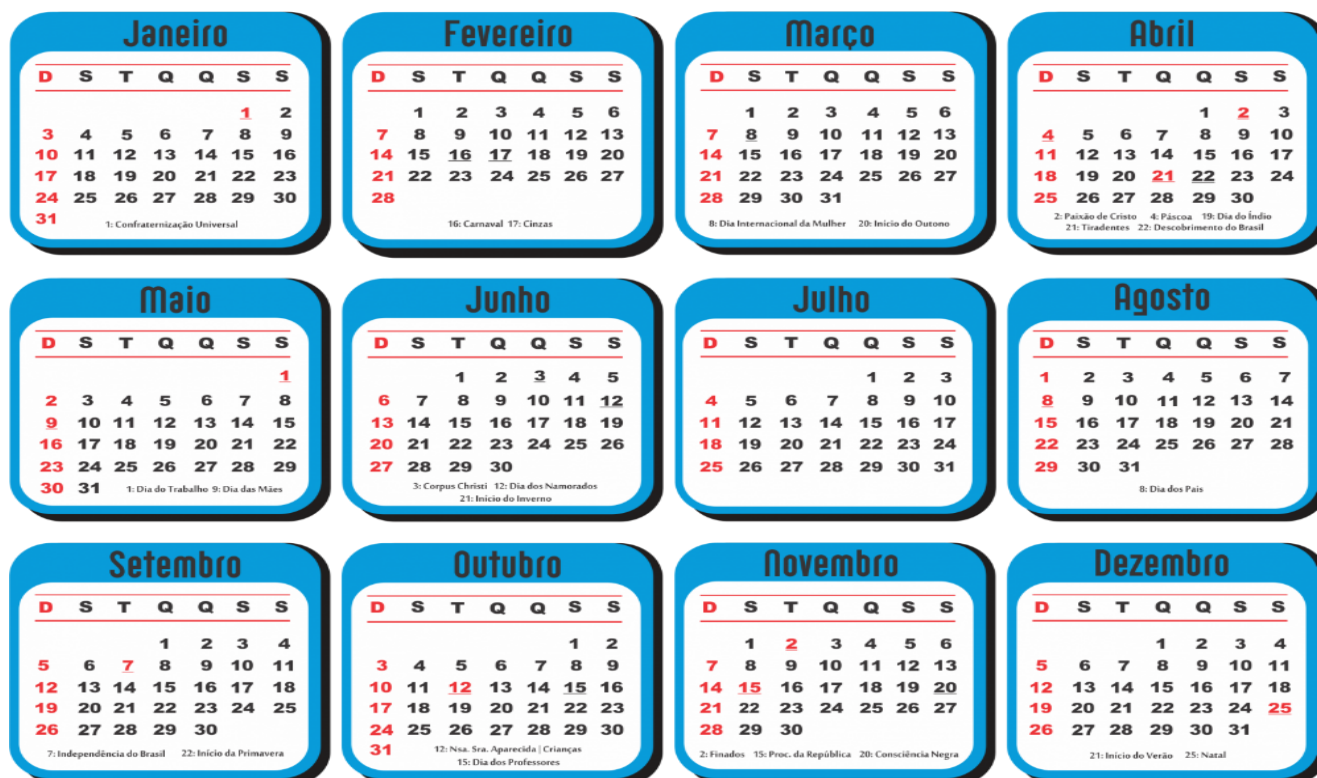 Janeiro
D S T Q Q S S
1 2
3 4 5 6 7 8 9
10 11 12 13 14 15 16
17 18 19 20 21 22 23
24 25 26 27 28 29 30
31
1: Confraternização Universal
Fevereiro
D S T Q Q S S
1 2 3 4 5 6
7 8 9 10 11 12 13
14 15 16 17 18 19 20
21 22 23 24 25 26 27
28
16: Carnaval 17: Cinzas
Março
D S T Q Q S S
1 2 3 4 5 6
7 8 9 10 11 12 13
14 15 16 17 18 19 20
21 22 23 24 25 26 27
28 29 30 31
8: Dia Internacional da Mulher 20: Início do Outono
Abril
D S T Q Q S S
1 2 3
4 5 6 7 8 9 10
11 12 13 14 15 16 17
18 19 20 21 22 23 24
25 26 27 28 29 30
2: Paixão de Cristo 4: Páscoa 19: Dia do Índio
21: Tiradentes 22: Descobrimento do Brasil
Maio
D S T Q Q S S
1
2 3 4 5 6 7 8
9 10 11 12 13 14 15
16 17 18 19 20 21 22
23 24 25 26 27 28 29
30 31
1: Dia do Trabalho 9: Dia das Mães
Junho
D S T Q Q S S
1 2 3 4 5
6 7 8 9 10 11 12
13 14 15 16 17 18 19
20 21 22 23 24 25 26
27 28 29 30
3: Corpus Christi 12: Dia dos Namorados
21: Início do Inverno
Julho
D S T Q Q S S
1 2 3
4 5 6 7 8 9 10
11 12 13 14 15 16 17
18 19 20 21 22 23 24
25 26 27 28 29 30 31
Agosto
D S T Q Q S S
1 2 3 4 5 6 7
8 9 10 11 12 13 14
15 16 17 18 19 20 21
22 23 24 25 26 27 28
29 30 31
8: Dia dos Pais
Setembro
D S T Q Q S S
1 2 3 4
5 6 7 8 9 10 11
12 13 14 15 16 17 18
19 20 21 22 23 24 25
26 27 28 29 30
7: Independência do Brasil 22: Início da Primavera
Outubro
D S T Q Q S S
1 2
3 4 5 6 7 8 9
10 11 12 13 14 15 16
17 18 19 20 21 22 23
24 25 26 27 28 29 30
31
12: Nsa. Sra. Aparecida | Crianças
15: Dia dos Professores
Novembro
D S T Q Q S S
1 2 3 4 5 6
7 8 9 10 11 12 13
14 15 16 17 18 19 20
21 22 23 24 25 26 27
28 29 30
2: Finados 15: Proc. da República 20: Consciência Negra
Dezembro
D S T Q Q S S
1 2 3 4
5 6 7 8 9 10 11
12 13 14 15 16 17 18
19 20 21 22 23 24 25
26 27 28 29 30 31
21: Início do Verão 25: Natal